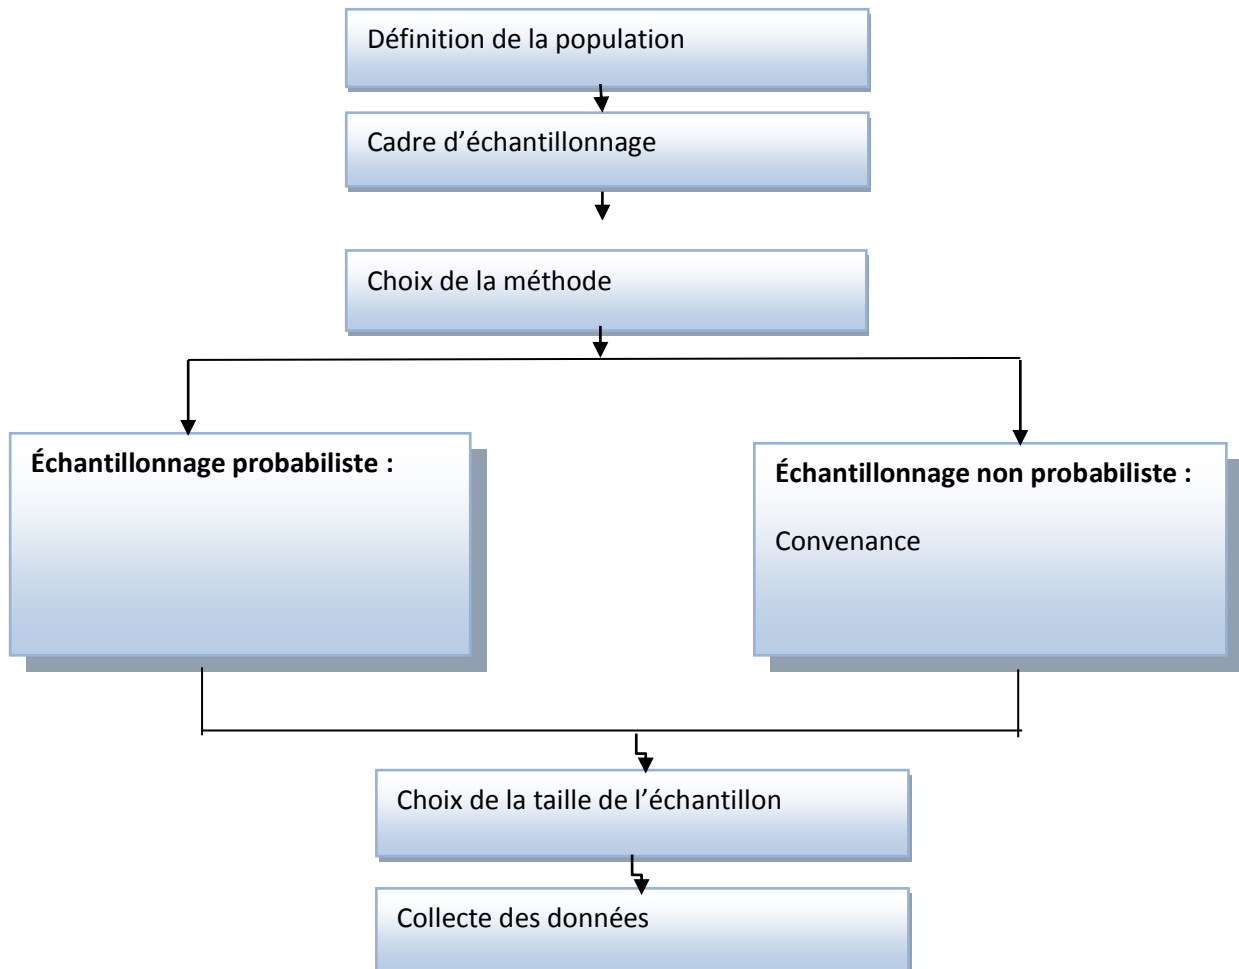 Définition de la population
Cadre d’échantillonnage
Choix de la méthode
Échantillonnage probabiliste :
Échantillonnage non probabiliste :
Convenance
Choix de la taille de l’échantillon
Collecte des données